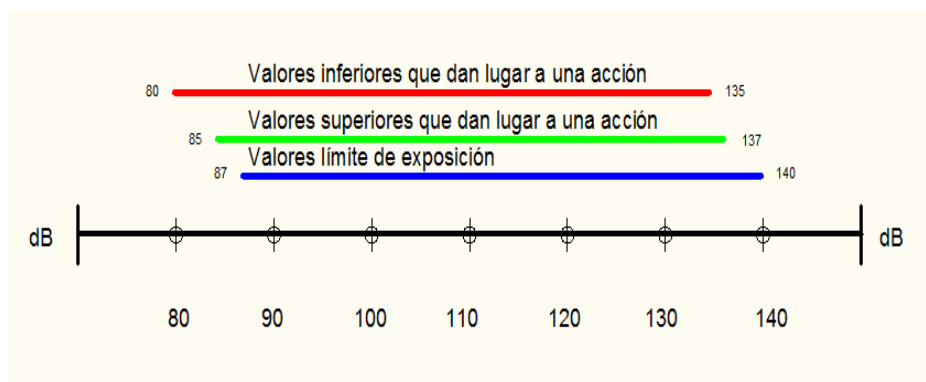 Valores inferiores que dan lugar a una acción
80 135
Valores superiores que dan lugar a una acción
85 137
Valores límite de exposición
87 140
dB dB
80 90 100 110 120 130 140